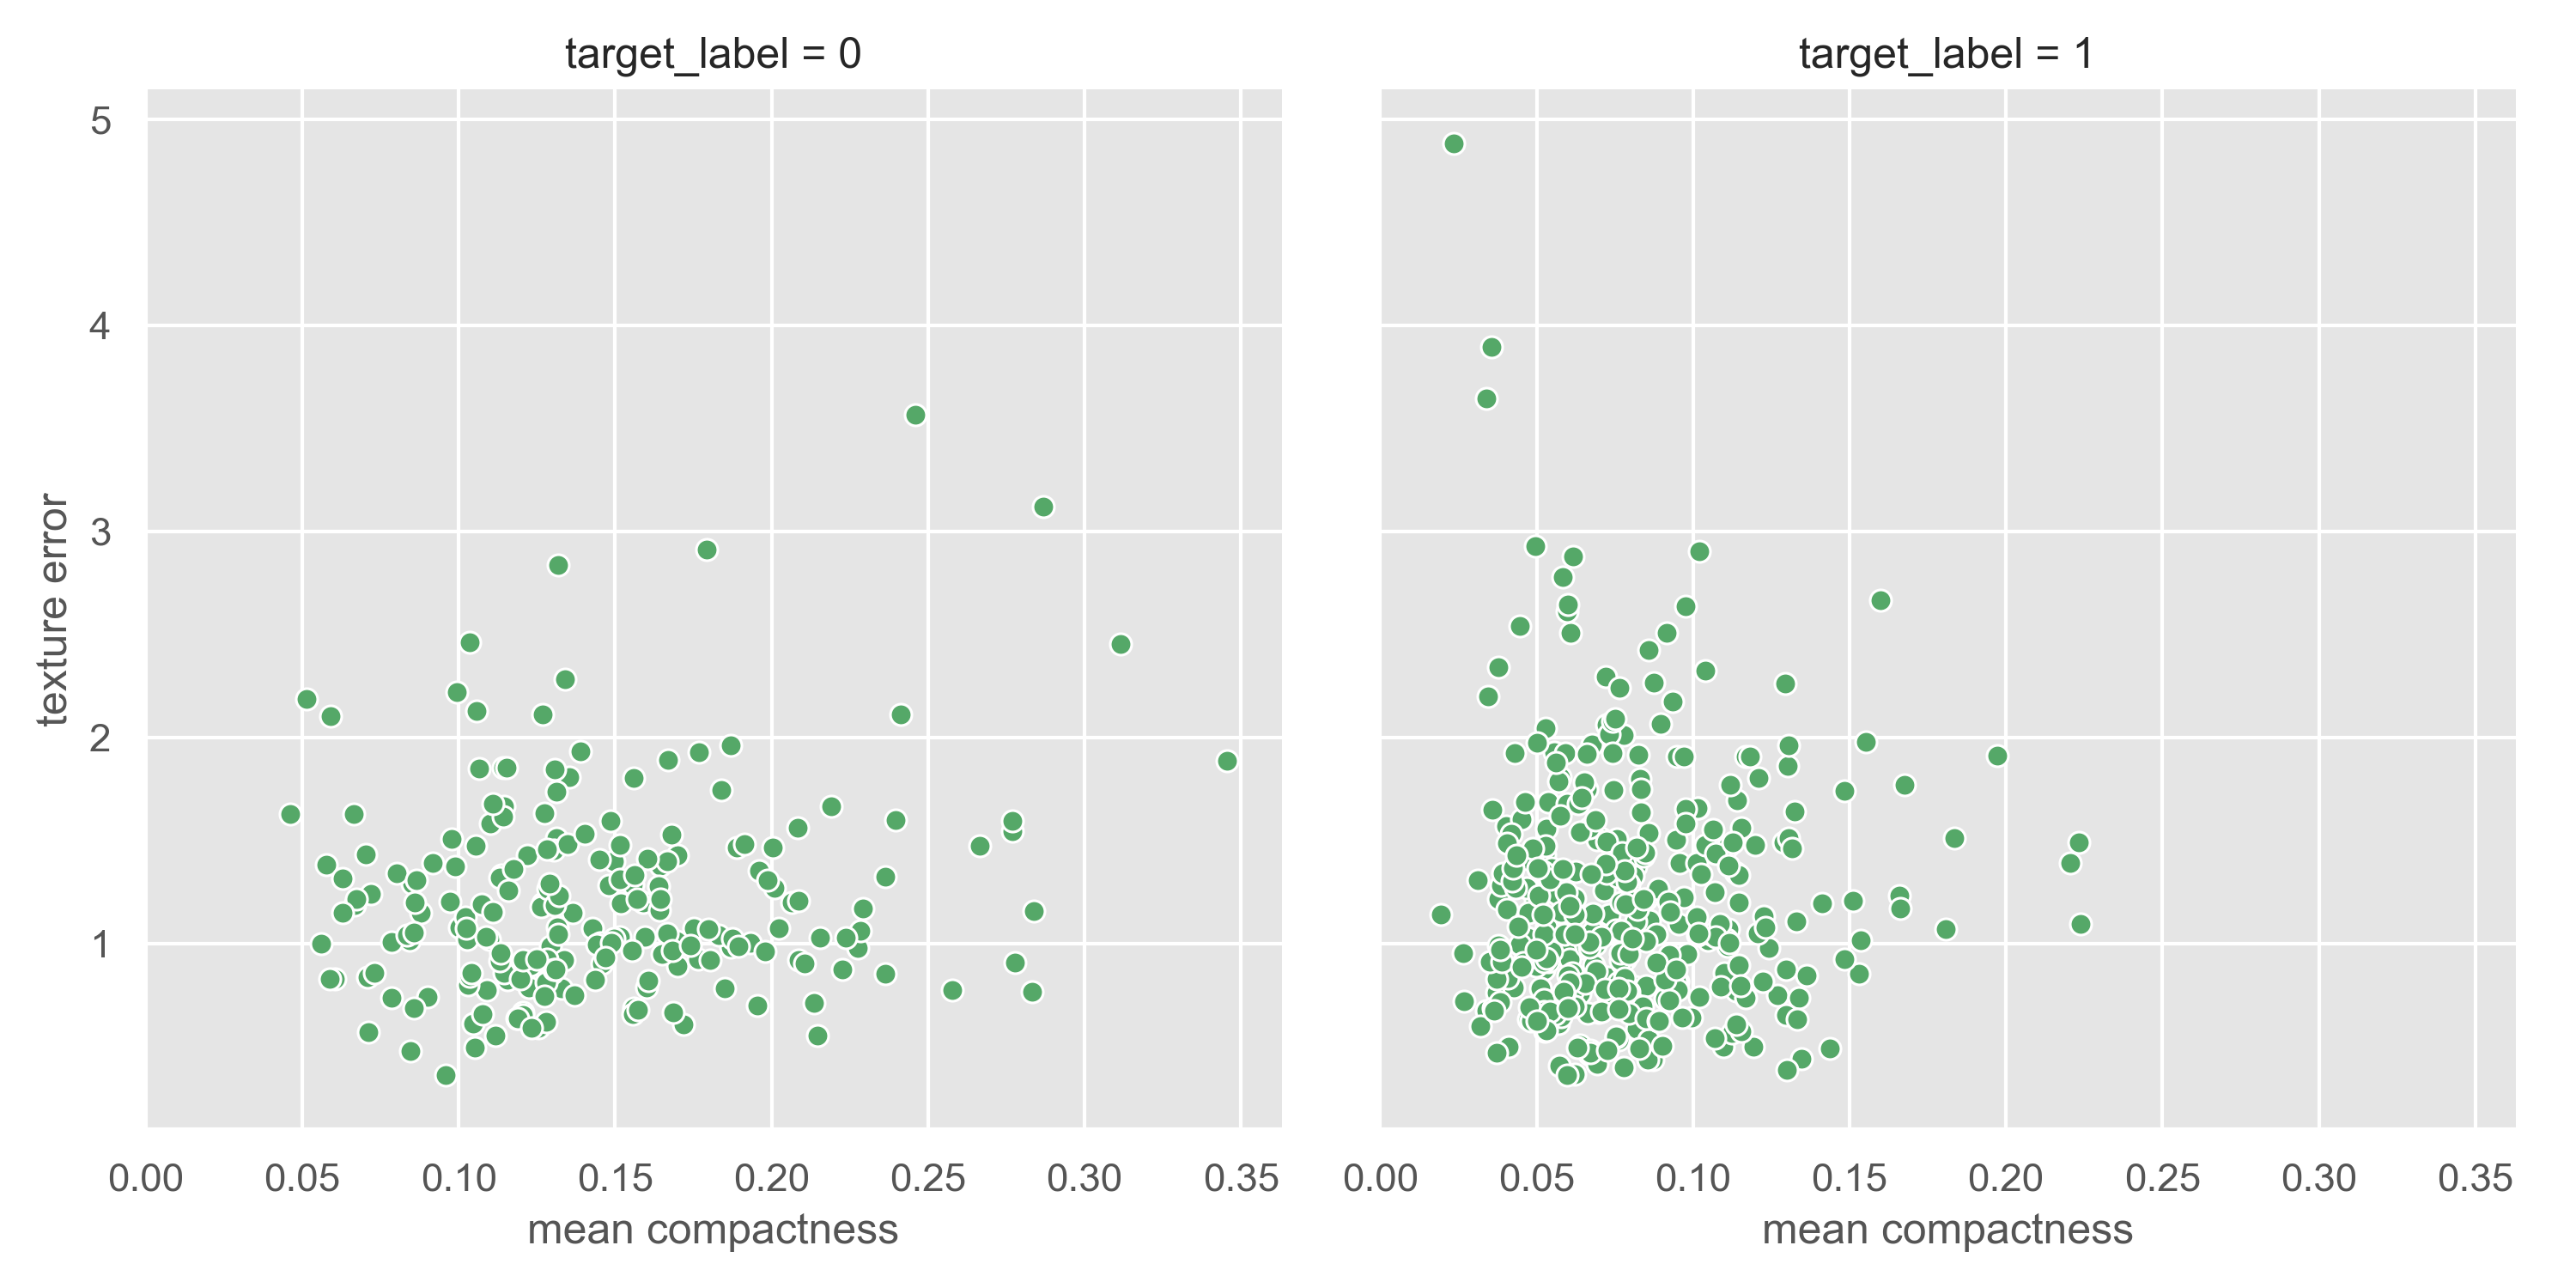 target_label = 0
target_label = 1
5
4
3
2
1
texture error
0.00 0.05 0.10 0.15 0.20 0.25 0.30 0.35
0.00 0.05 0.10 0.15 0.20 0.25 0.30 0.35
mean compactness
mean compactness